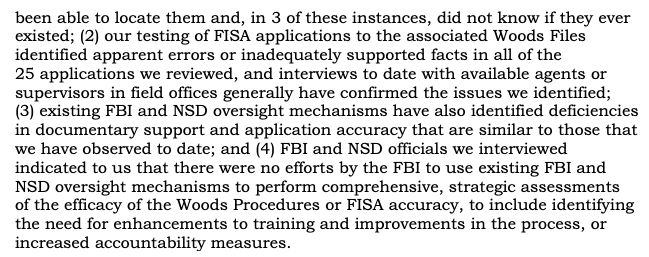 been able to locate them and, in 3 of these instances, did not know if they ever
existed; (2) our testing of FISA applications to the associated Woods Files
identified apparent errors or inadequately supported facts in all of the
25 applications we reviewed, and interviews to date with available agents or
supervisors in field offices generally have confirmed the issues we identified;
(3) existing FBI and NSD oversight mechanisms have also identified deficiencies
in documentary support and application accuracy that are similar to those that
we have observed to date; and (4) FBI and NSD officials we interviewed
indicated to us that there were no efforts by the FBI to use existing FBI and
NSD oversight mechanisms to perform comprehensive, strategic assessments
of the efficacy of the Woods Procedures or FISA accuracy, to include identifying
the need for enhancements to training and improvements in the process, or
increased accountability measures.